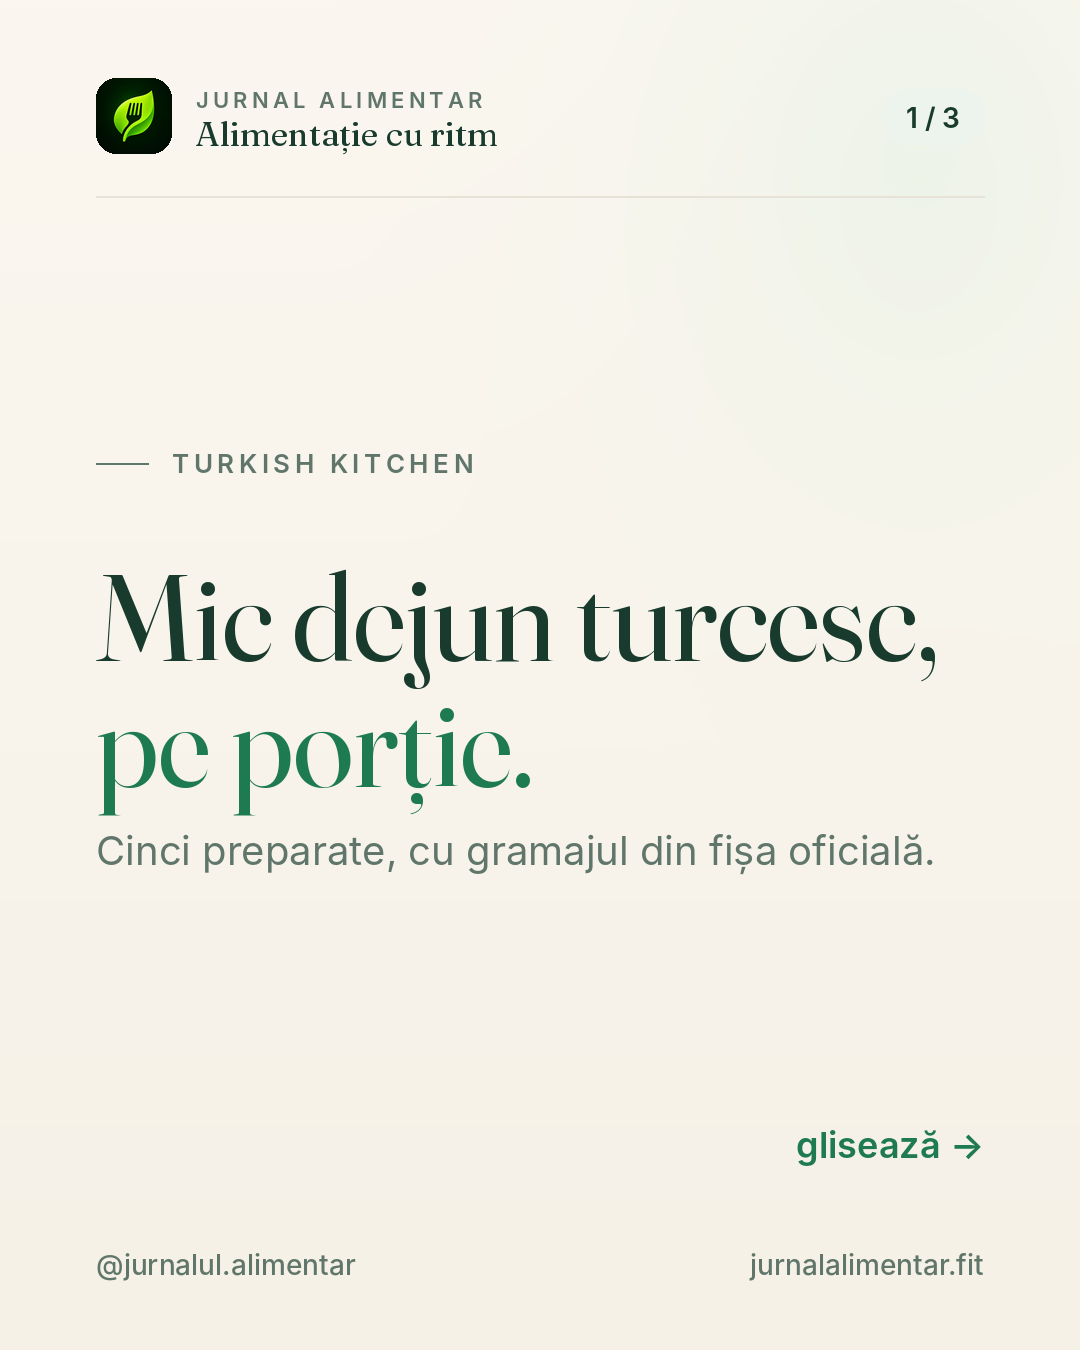 JURNAL ALIMENTAR
Alimentație cu ritm
1 / 3
TURKISH KITCHEN
Mic dejun turcesc,
pe porție.
Cinci preparate, cu gramajul din fișa oficială.
glisează →
@jurnalul.alimentar
jurnalalimentar.fit